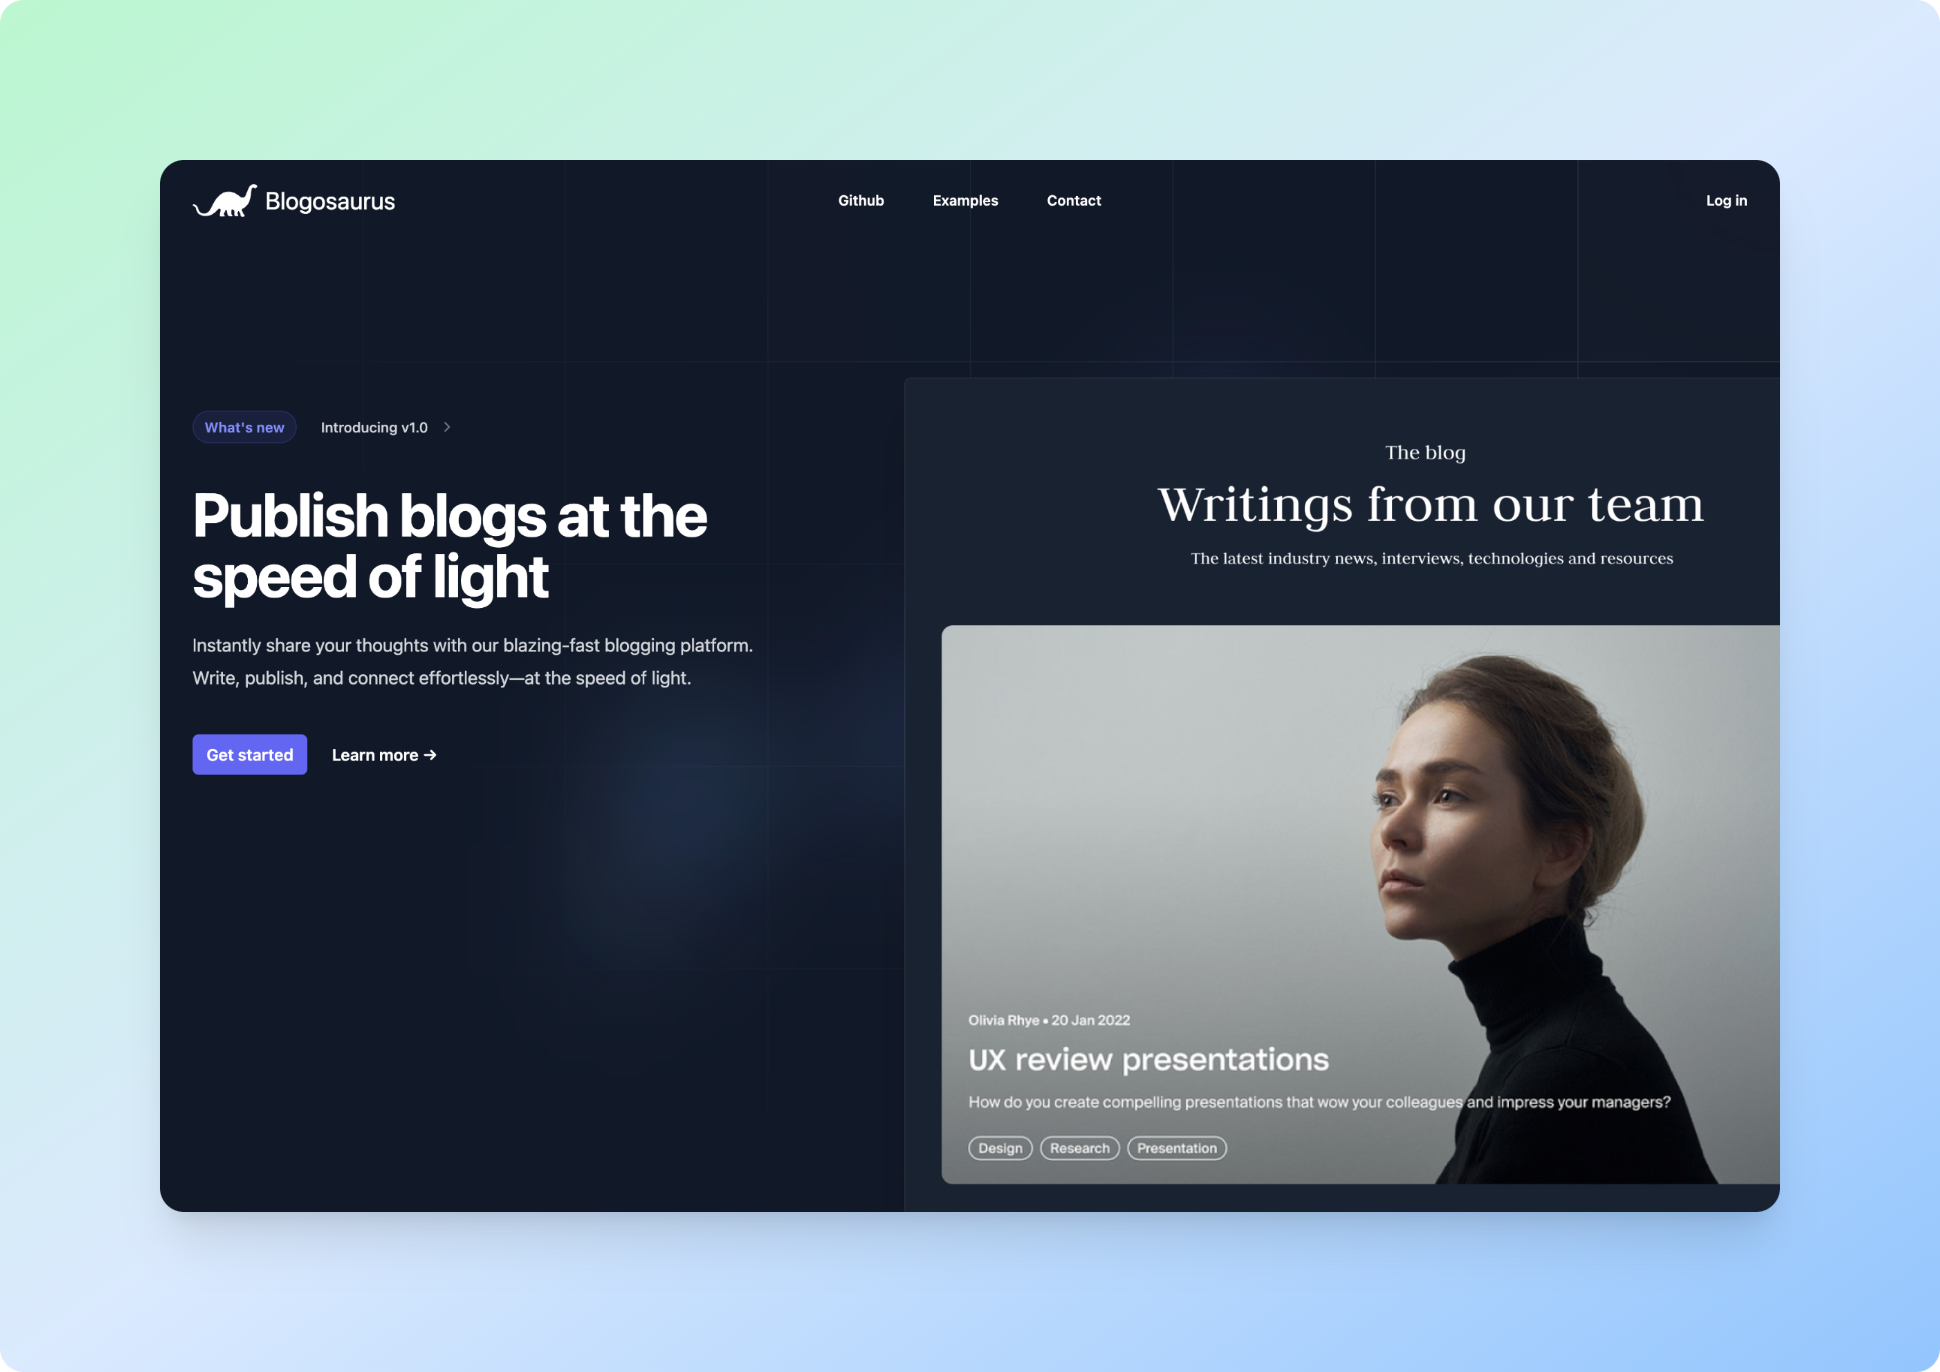 Blogosaurus
Github
Examples
Contact
Log in
What's new
Introducing v1.0
Publish blogs at the
speed of light
Instantly share your thoughts with our blazing-fast blogging platform.
Write, publish, and connect effortlessly—at the speed of light.
Get started
Learn more →
The blog
Writings from our team
The latest industry news, interviews, technologies and resources
Olivia Rhye • 20 Jan 2022
UX review presentations
How do you create compelling presentations that wow your colleagues and impress your managers?
Design
Research
Presentation